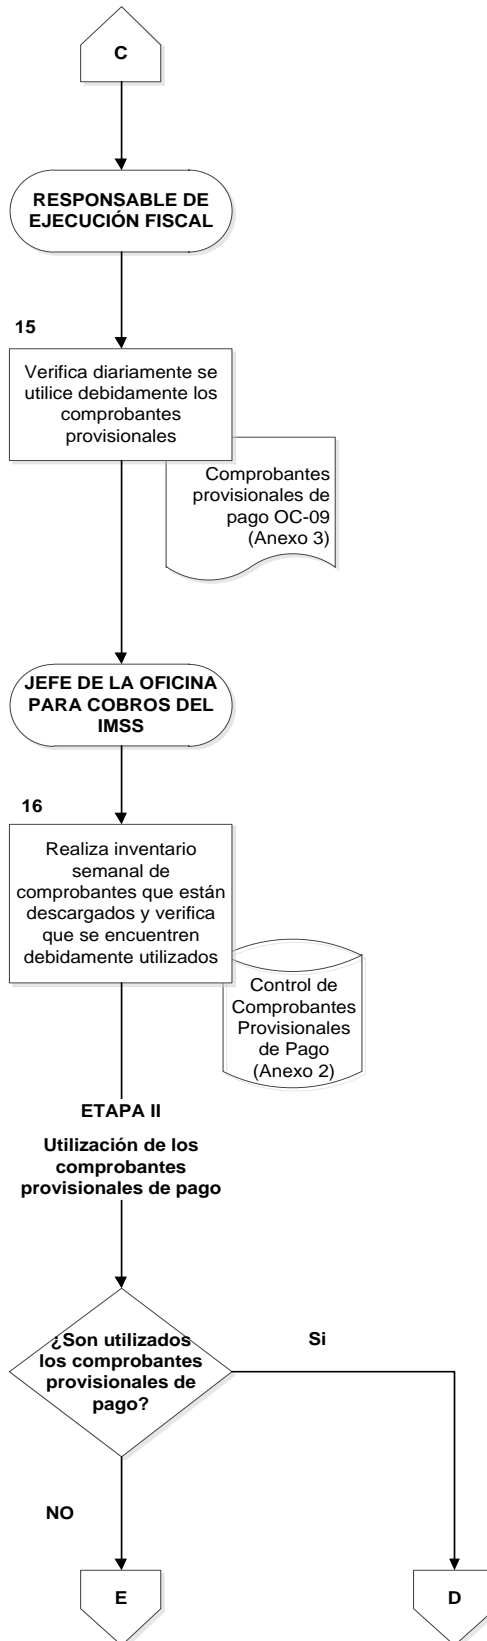 C
RESPONSABLE DE
EJECUCIÓN FISCAL
15
Verifica diariamente se
utilice debidamente los
comprobantes
provisionales
Comprobantes
provisionales de
pago OC-09
(Anexo 3)
JEFE DE LA OFICINA
PARA COBROS DEL
IMSS
16
Realiza inventario
semanal de
comprobantes que están
descargados y verifica
que se encuentren
debidamente utilizados
Control de
Comprobantes
Provisionales
de Pago
(Anexo 2)
ETAPA II
Utilización de los
comprobantes
provisionales de pago
¿Son utilizados
los comprobantes
provisionales de
pago?
Si
NO
E
D